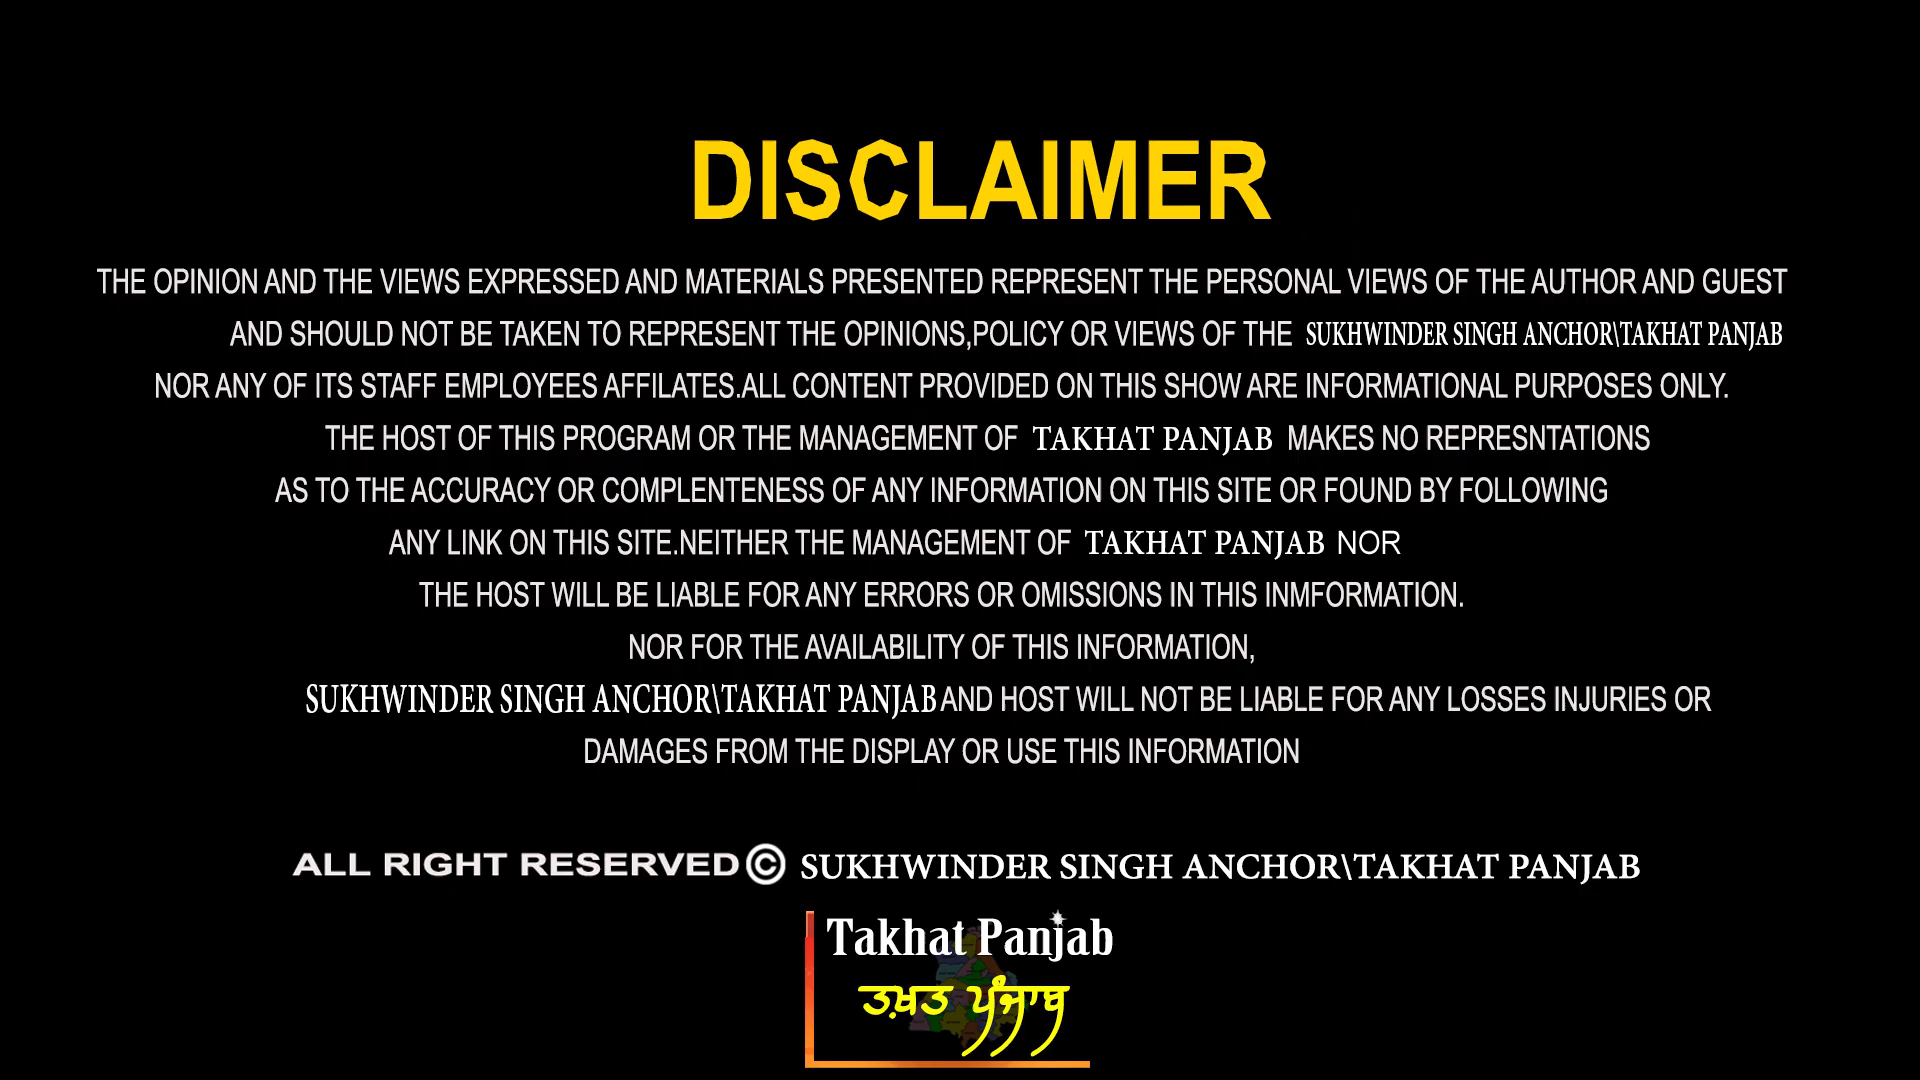 DISCLAIMER
THE OPINION AND THE VIEWS EXPRESSED AND MATERIALS PRESENTED REPRESENT THE PERSONAL VIEWS OF THE AUTHOR AND GUEST
AND SHOULD NOT BE TAKEN TO REPRESENT THE OPINIONS,POLICY OR VIEWS OF THE SUKHWINDER SINGH ANCHOR\TAKHAT PANJAB
NOR ANY OF ITS STAFF EMPLOYEES AFFILATES.ALL CONTENT PROVIDED ON THIS SHOW ARE INFORMATIONAL PURPOSES ONLY.
THE HOST OF THIS PROGRAM OR THE MANAGEMENT OF TAKHAT PANJAB MAKES NO REPRESNTATIONS
AS TO THE ACCURACY OR COMPLENTENESS OF ANY INFORMATION ON THIS SITE OR FOUND BY FOLLOWING
ANY LINK ON THIS SITE.NEITHER THE MANAGEMENT OF TAKHAT PANJAB NOR
THE HOST WILL BE LIABLE FOR ANY ERRORS OR OMISSIONS IN THIS INMFORMATION.
NOR FOR THE AVAILABILITY OF THIS INFORMATION,
SUKHWINDER SINGH ANCHOR\TAKHAT PANJAB AND HOST WILL NOT BE LIABLE FOR ANY LOSSES INJURIES OR
DAMAGES FROM THE DISPLAY OR USE THIS INFORMATION
ALL RIGHT RESERVED © SUKHWINDER SINGH ANCHOR\TAKHAT PANJAB
Takhat Panjab
ਤਖ਼ਤ ਪੰਜਾਬ